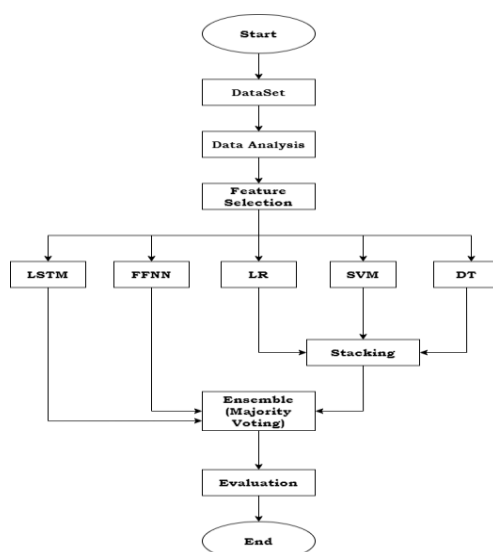 Start
DataSet
Data Analysis
Feature
Selection
LSTM
FFNN
LR
SVM
DT
Stacking
Ensemble
(Majority
Voting)
Evaluation
End